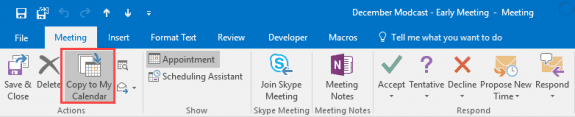 December Modcast - Early Meeting - Meeting
File Meeting Insert Format Text Review Developer Macros Tell me what you want to do
Save & Close
Delete
Copy to My Calendar
Actions
Appointment
Scheduling Assistant
Show
Join Skype Meeting
Skype Meeting
Meeting Notes
Meeting Notes
Accept
Tentative
Decline
Propose New Time
Respond
Respond